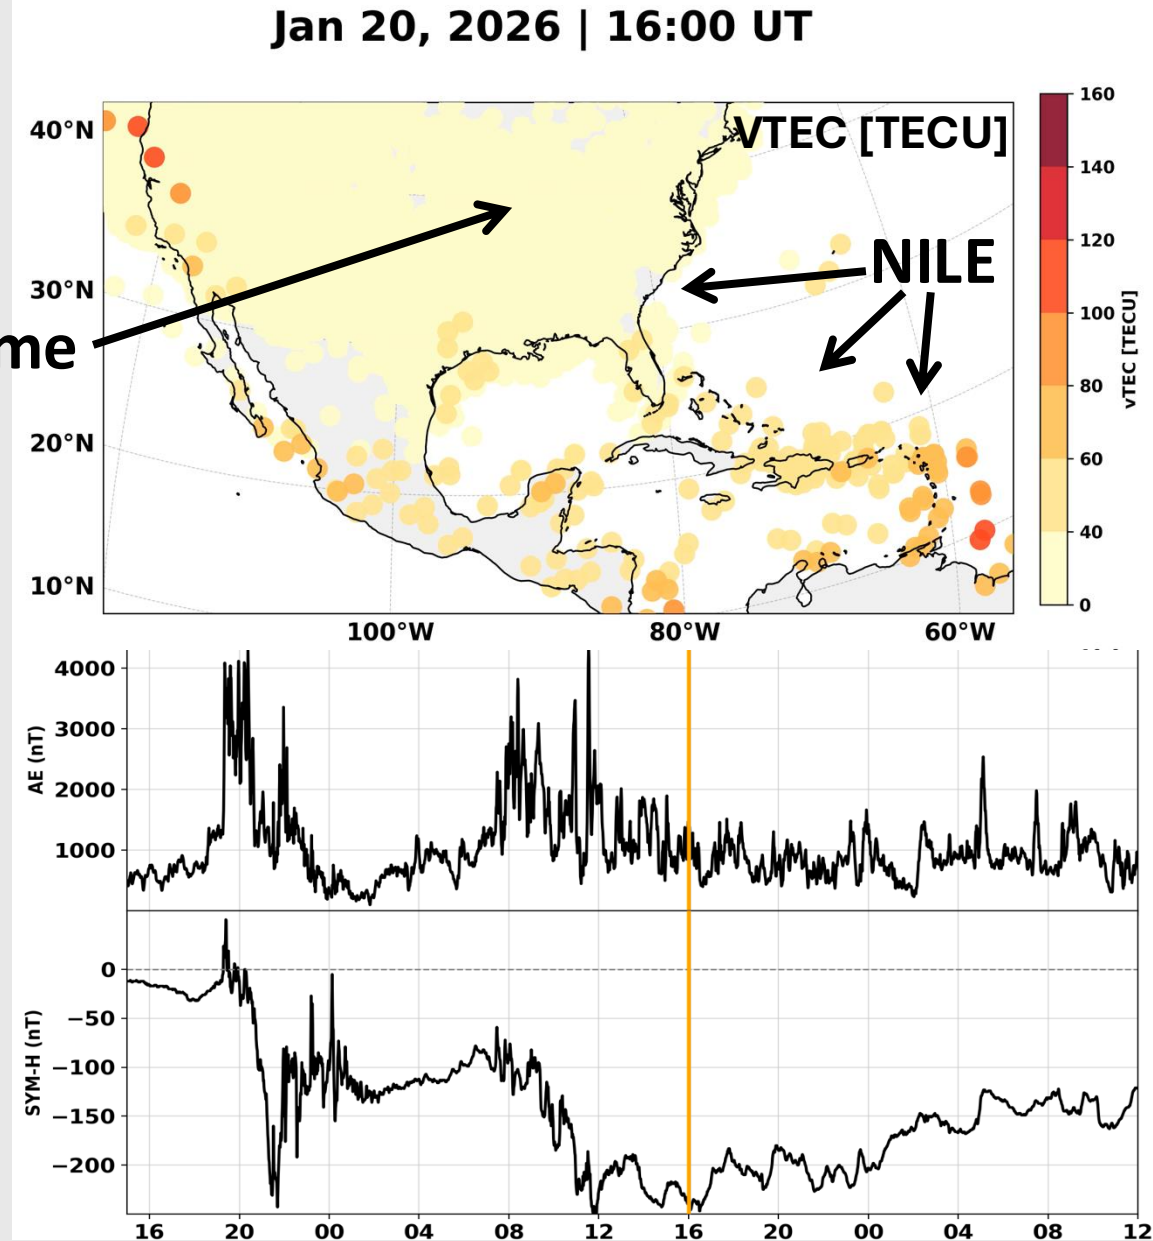 Jan 20, 2026 | 16:00 UT
VTEC [TECU]
NILE
me
40°N
30°N
20°N
10°N
100°W 80°W 60°W
160
140
120
100
80
60
40
0
vTEC [TECU]
AE (nT)
4000
3000
2000
1000
SYM-H (nT)
0
−50
−100
−150
−200
16 20 00 04 08 12 16 20 00 04 08 12